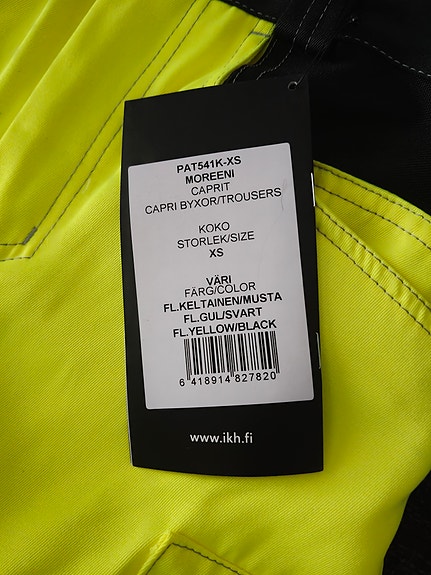 PAT541K-XS
MOREENI
CAPRIT
CAPRI BYXOR/TROUSERS
KOKO
STORLEK/SIZE
XS
VÄRI
FÄRG/COLOR
FL.KELTAINEN/MUSTA
FL.GUL/SVART
FL.YELLOW/BLACK
6 418914 827820
www.ikh.fi